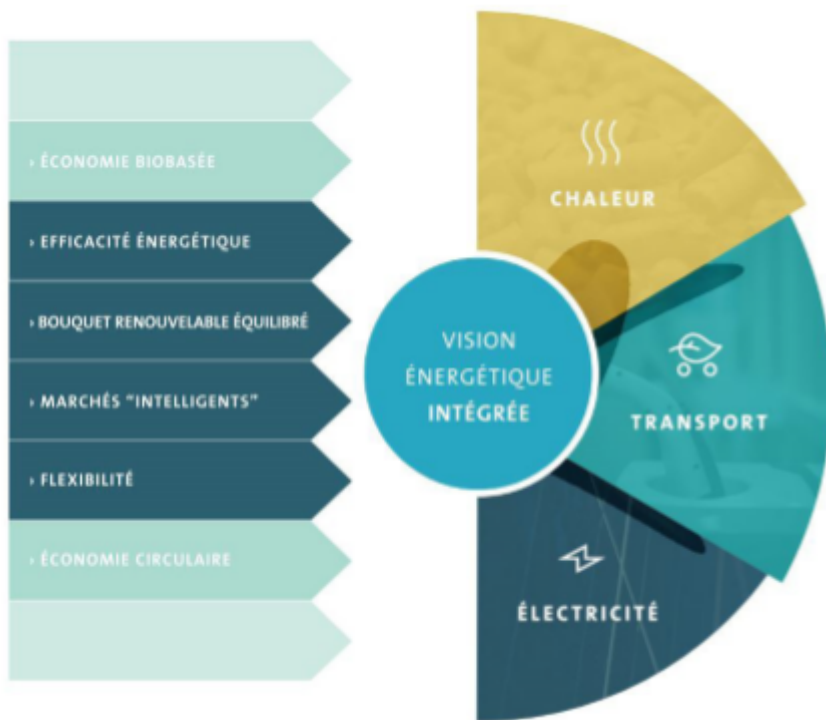 › ÉCONOMIE BIOBASÉE
› EFFICACITÉ ÉNERGÉTIQUE
› BOUQUET RENOUVELABLE ÉQUILIBRÉ
› MARCHÉS “INTELLIGENTS”
› FLEXIBILITÉ
› ÉCONOMIE CIRCULAIRE
VISION
ÉNERGÉTIQUE
INTÉGRÉE
CHALEUR
TRANSPORT
ÉLECTRICITÉ